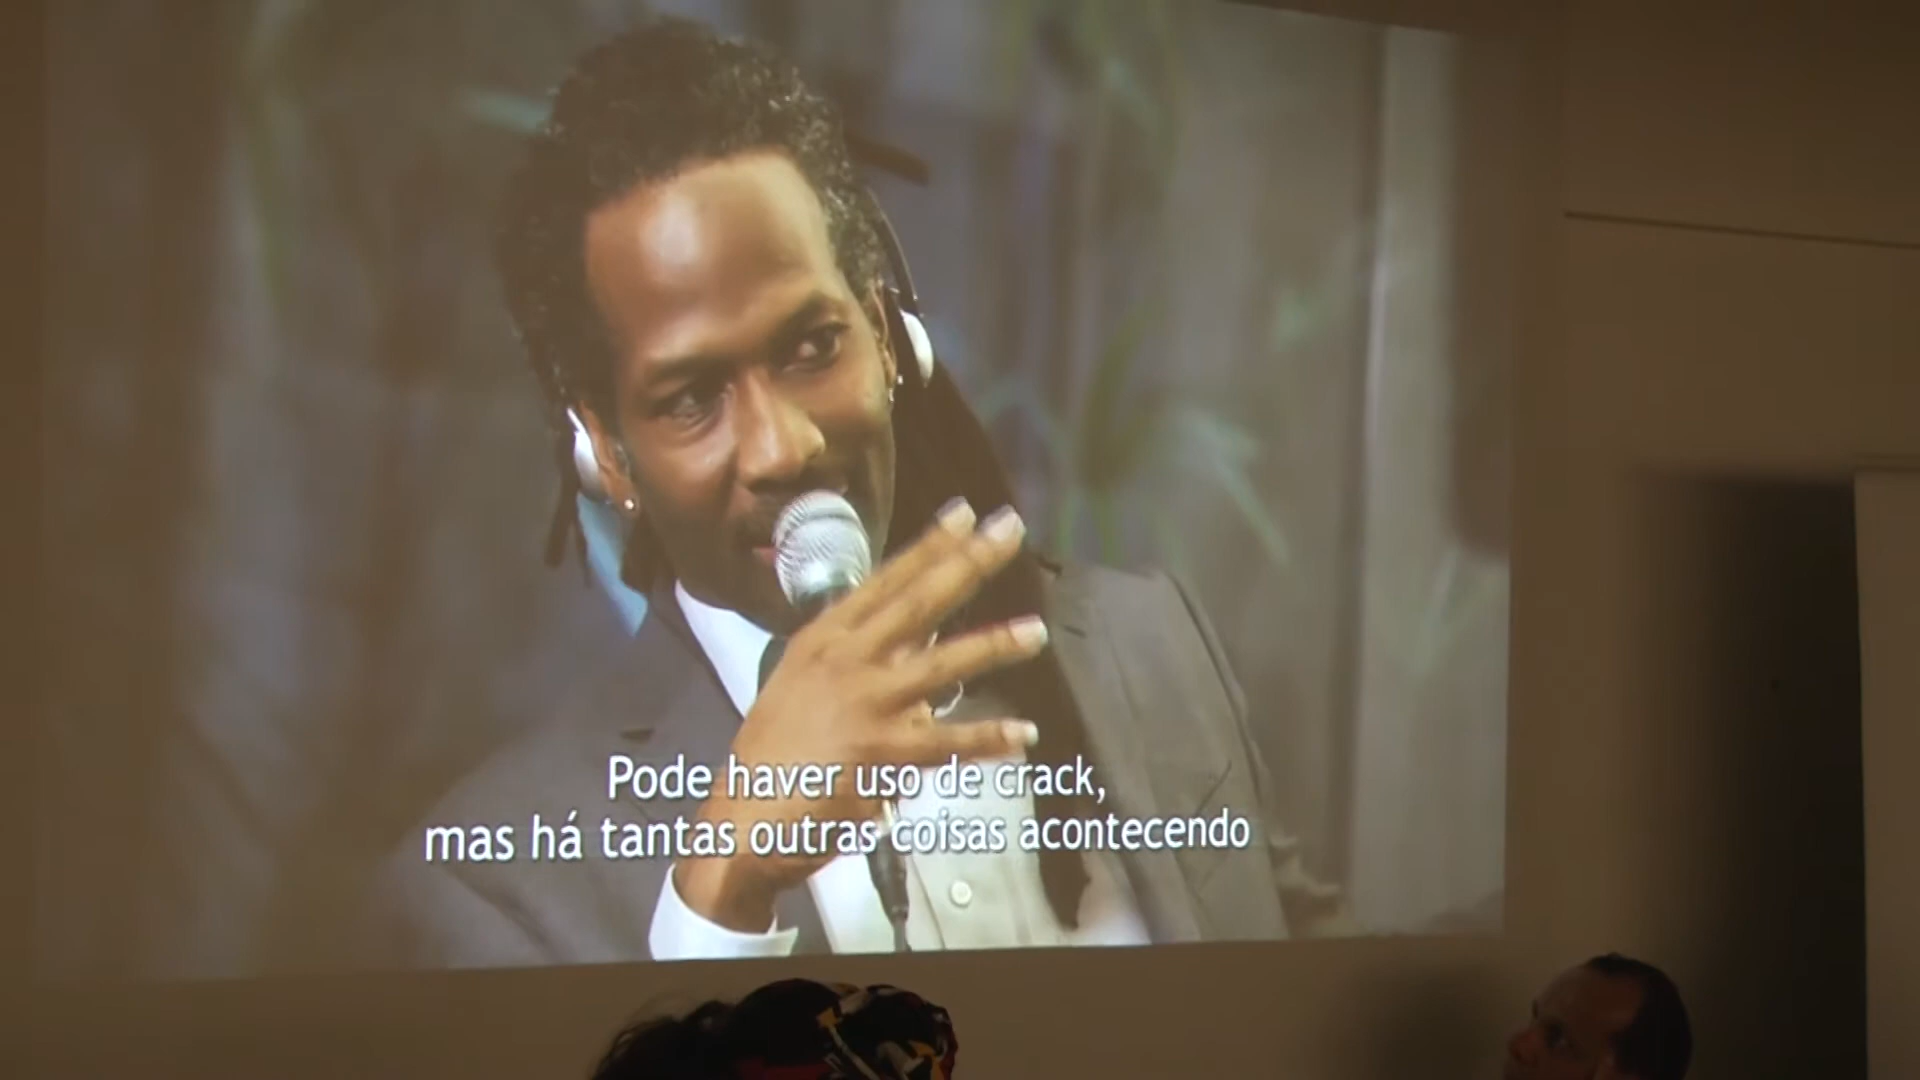 Pode haver uso de crack,
mas há tantas outras coisas acontecendo